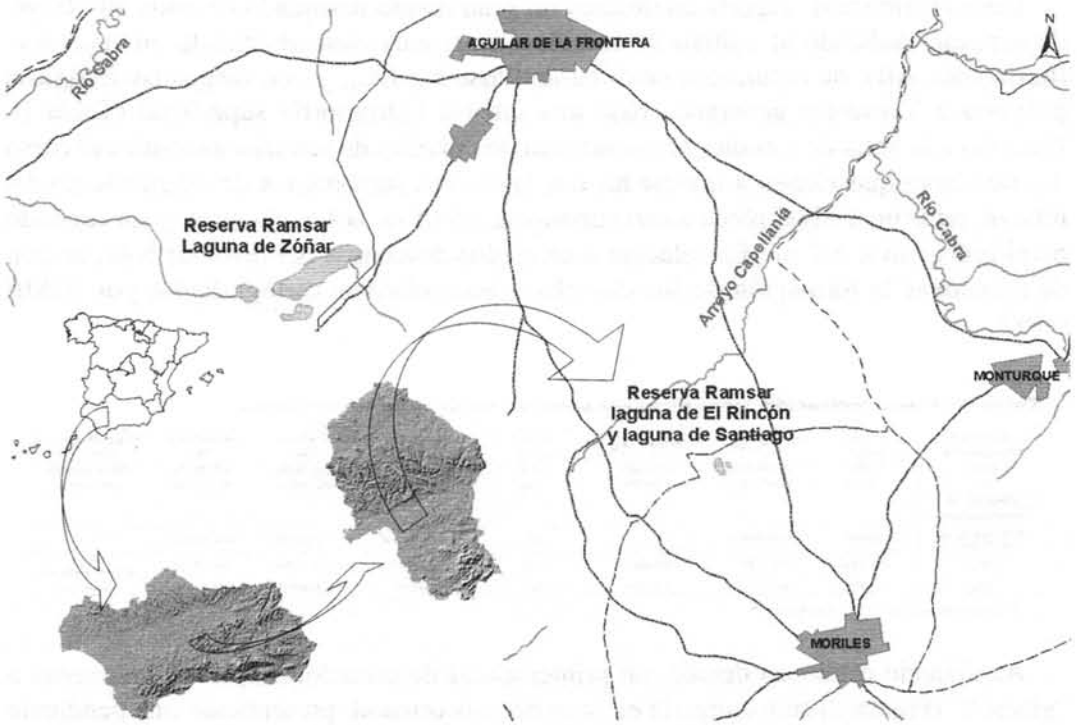 N
AGUILAR DE LA FRONTERA
Río Gara
Reserva Ramsar
Laguna de Zóñar
Arroyo Capellanía
Río Cabra
MONTURQUE
Reserva Ramsar
laguna de El Rincón
y laguna de Santiago
MORILES